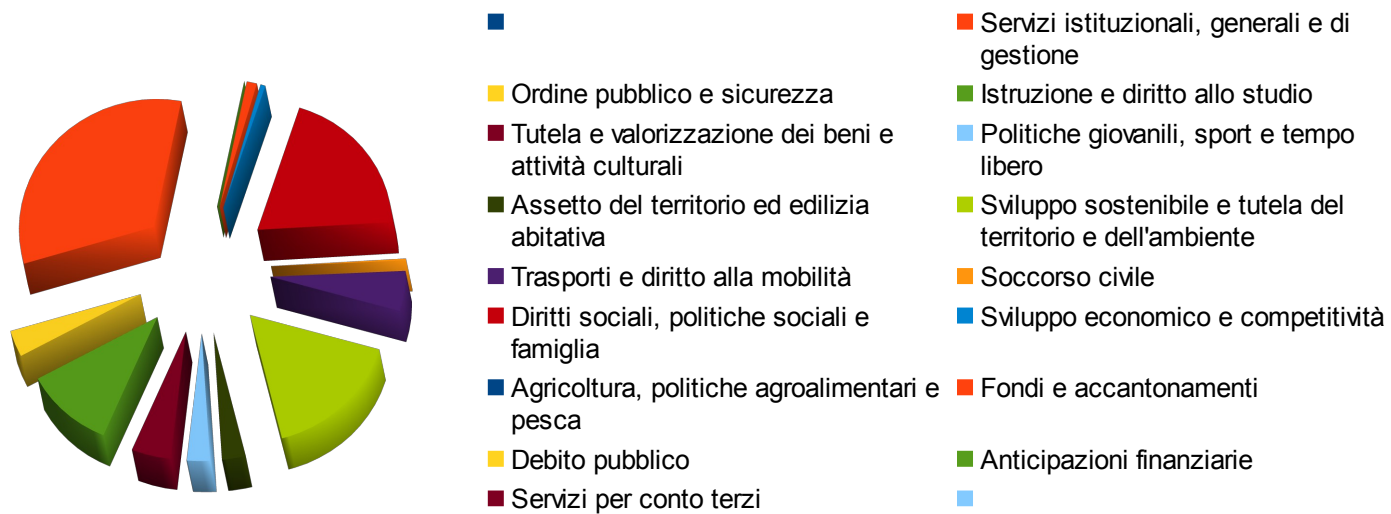 Servizi istituzionali, generali e di
gestione
Ordine pubblico e sicurezza
Istruzione e diritto allo studio
Tutela e valorizzazione dei beni e
attività culturali
Politiche giovanili, sport e tempo
libero
Assetto del territorio ed edilizia
abitativa
Sviluppo sostenibile e tutela del
territorio e dell'ambiente
Trasporti e diritto alla mobilità
Soccorso civile
Diritti sociali, politiche sociali e
famiglia
Sviluppo economico e competitività
Agricoltura, politiche agroalimentari e
pesca
Fondi e accantonamenti
Debito pubblico
Anticipazioni finanziarie
Servizi per conto terzi